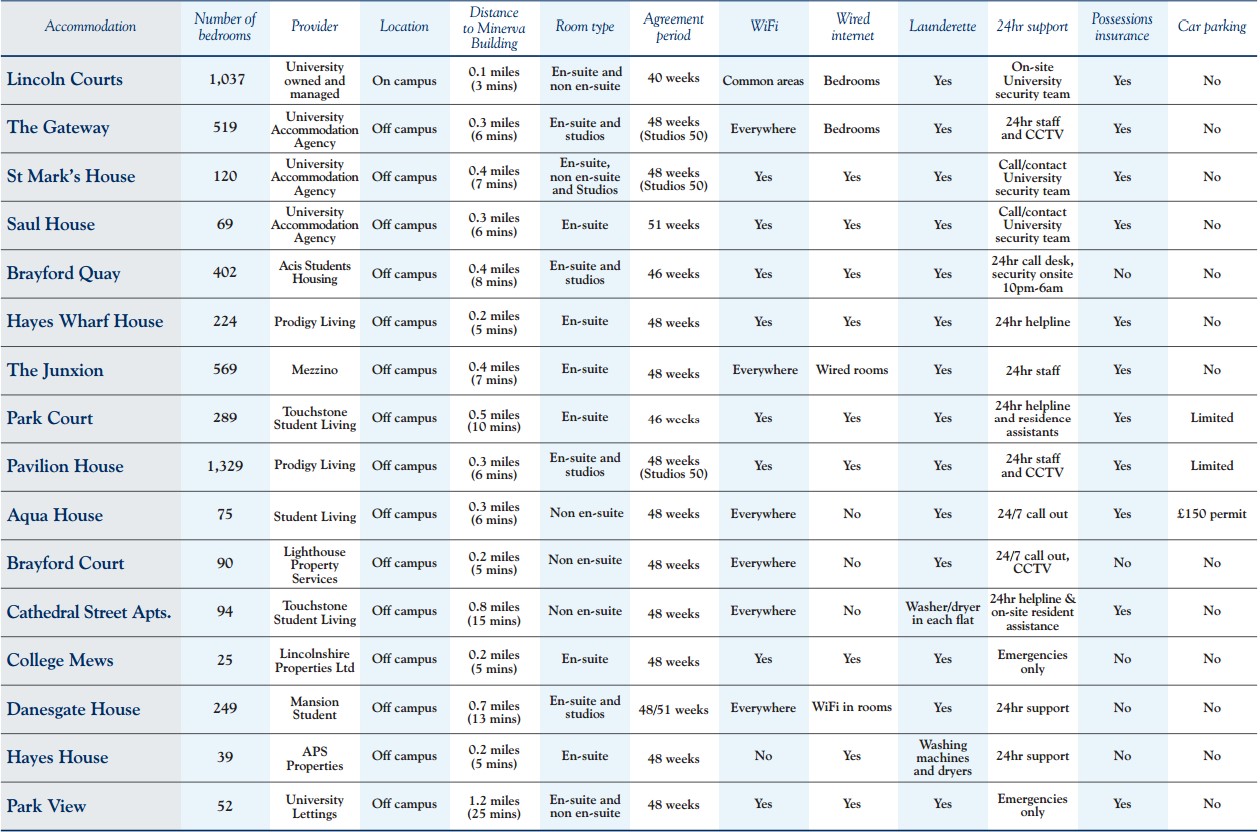 Accommodation Number of bedrooms Provider Location Distance to Minerva Building Room type Agreement period WiFi Wired internet Launderette 24hr support Possessions insurance Car parking
Lincoln Courts 1,037 University owned and managed On campus 0.1 miles (3 mins) En-suite and non en-suite 40 weeks Common areas Bedrooms Yes On-site University security team Yes No
The Gateway 519 University Accommodation Agency Off campus 0.3 miles (6 mins) En-suite and studios 48 weeks (Studios 50) Everywhere Bedrooms Yes 24hr staff and CCTV Yes No
St Mark's House 120 University Accommodation Agency Off campus 0.4 miles (7 mins) En-suite, non en-suite and Studios 48 weeks (Studios 50) Yes Yes Yes Call/contact University security team Yes No
Saul House 69 University Accommodation Agency Off campus 0.3 miles (6 mins) En-suite 51 weeks Yes Yes Yes Call/contact University security team Yes No
Brayford Quay 402 Acis Students Housing Off campus 0.4 miles (8 mins) En-suite and studios 46 weeks Yes Yes Yes 24hr call desk, security onsite 10pm-6am No No
Hayes Wharf House 224 Prodigy Living Off campus 0.2 miles (5 mins) En-suite 48 weeks Yes Yes Yes 24hr helpline Yes No
The Junxion 569 Mezzino Off campus 0.4 miles (7 mins) En-suite 48 weeks Everywhere Wired rooms Yes 24hr staff Yes No
Park Court 289 Touchstone Student Living Off campus 0.5 miles (10 mins) En-suite 46 weeks Yes Yes Yes 24hr helpline and residence assistants Yes Limited
Pavilion House 1,329 Prodigy Living Off campus 0.3 miles (6 mins) En-suite and studios 48 weeks (Studios 50) Yes Yes Yes 24hr staff and CCTV Yes Limited
Aqua House 75 Student Living Off campus 0.3 miles (6 mins) Non en-suite 48 weeks Everywhere No Yes 24/7 call out Yes £150 permit
Brayford Court 90 Lighthouse Property Services Off campus 0.2 miles (5 mins) Non en-suite 48 weeks Everywhere No Yes 24/7 call out, CCTV No No
Cathedral Street Apts. 94 Touchstone Student Living Off campus 0.8 miles (15 mins) Non en-suite 48 weeks Everywhere No Washer/dryer in each flat 24hr helpline & on-site resident assistance Yes No
College Mews 25 Lincolnshire Properties Ltd Off campus 0.2 miles (5 mins) En-suite 48 weeks Yes Yes Yes Emergencies only No No
Danesgate House 249 Mansion Student Off campus 0.7 miles (13 mins) En-suite and studios 48/51 weeks Everywhere WiFi in rooms Yes 24hr support No No
Hayes House 39 APS Properties Off campus 0.2 miles (5 mins) En-suite 48 weeks No Yes Washing machines and dryers 24hr support No No
Park View 52 University Lettings Off campus 1.2 miles (25 mins) En-suite and non en-suite 48 weeks Yes Yes Yes Emergencies only Yes No